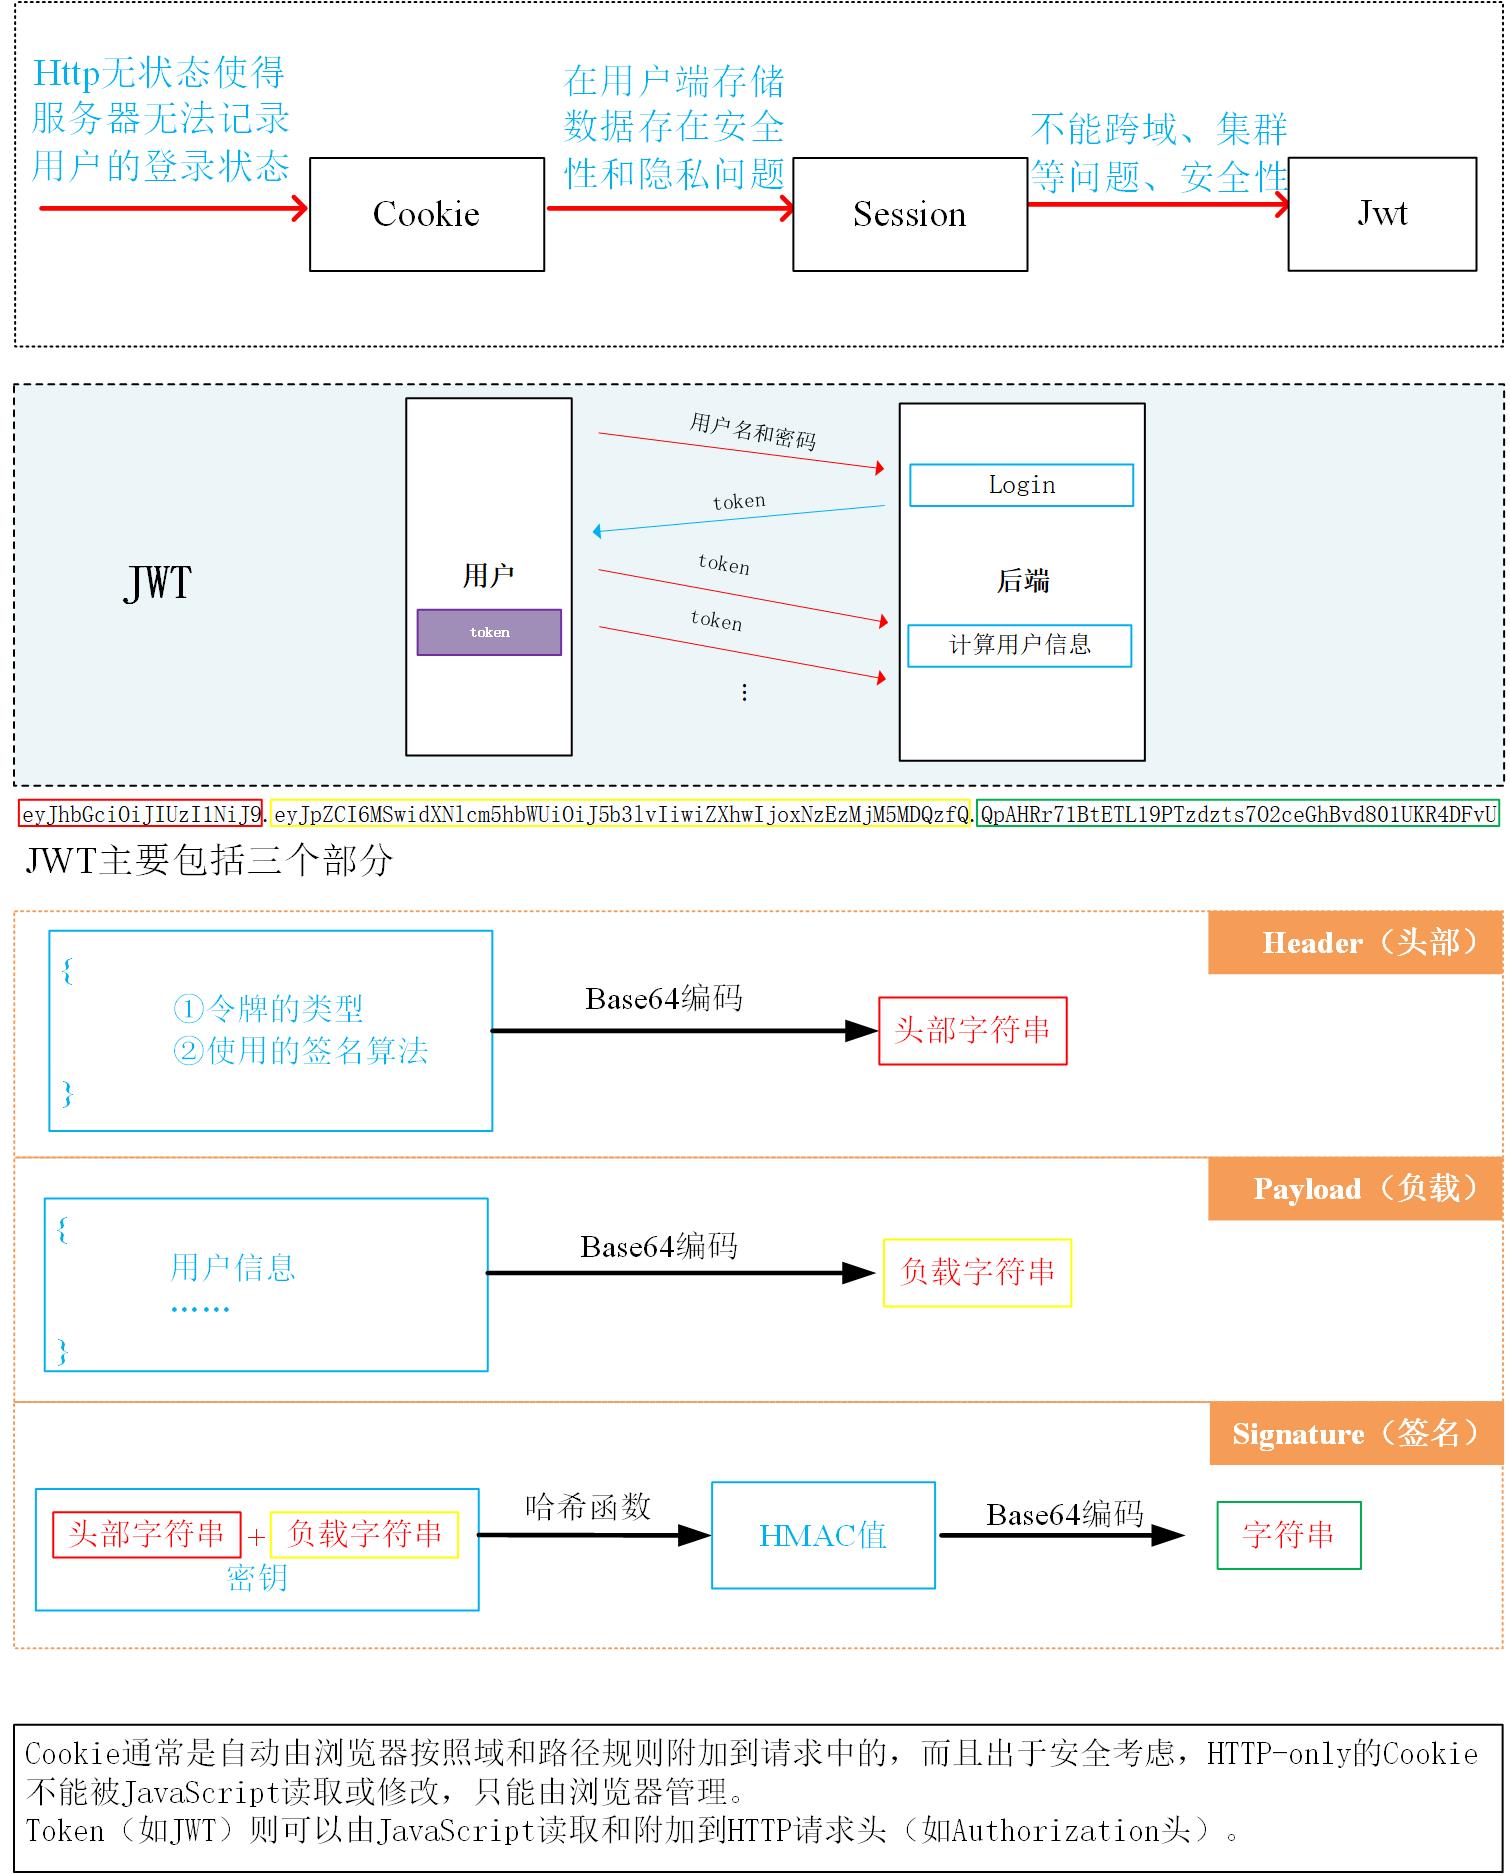 Http无状态使得
服务器无法记录
用户的登录状态
在用户端存储
数据存在安全
性和隐私问题
不能跨域、集群
等问题、安全性
Cookie
Session
Jwt
JWT
用户
token
用户名和密码
token
token
token
⋮
Login
后端
计算用户信息
eyJhbGciOiJIUzI1NiJ9.eyJpZCI6MSwidXNlcm5hbWUiOiJ5b3lvIiwiZXhwIjoxNzEzMjM5MDQzfQ.QpAHRr71BtETL19PTzdzts7O2ceGhBvd8O1UKR4DFvU
JWT主要包括三个部分
Header（头部）
{
①令牌的类型
②使用的签名算法
}
Base64编码
头部字符串
Payload（负载）
{
用户信息
……
}
Base64编码
负载字符串
Signature（签名）
头部字符串+负载字符串
密钥
哈希函数
HMAC值
Base64编码
字符串
Cookie通常是自动由浏览器按照域和路径规则附加到请求中的，而且出于安全考虑，HTTP-only的Cookie
不能被JavaScript读取或修改，只能由浏览器管理。
Token（如JWT）则可以由JavaScript读取和附加到HTTP请求头（如Authorization头）。